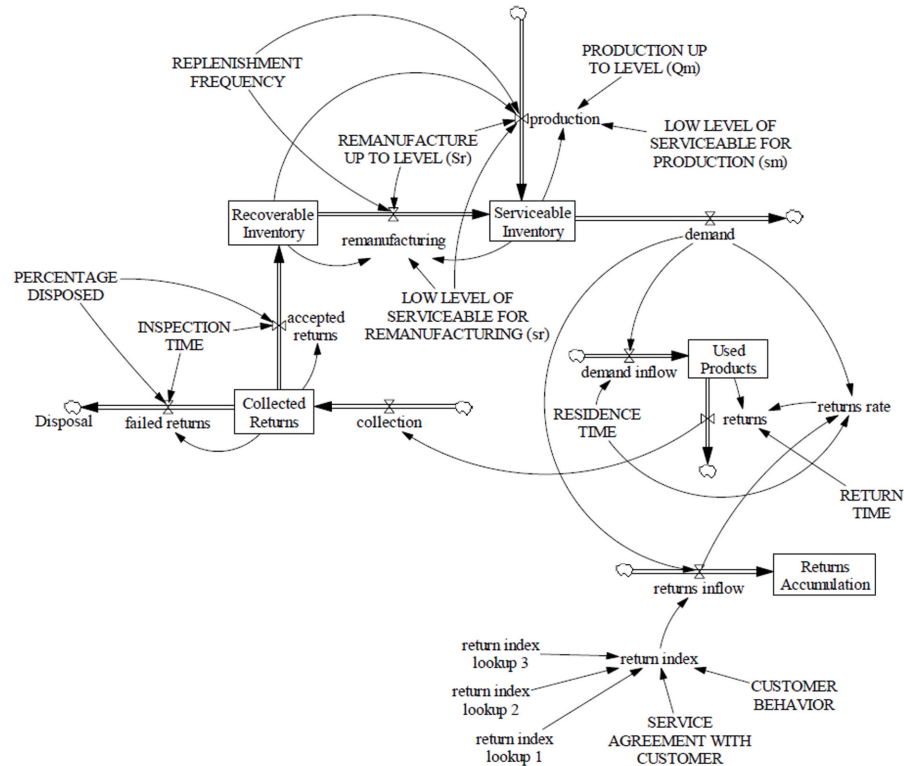 REPLENISHMENT
FREQUENCY
PRODUCTION UP
TO LEVEL (Qm)
production
REMANUFACTURE
UP TO LEVEL (Sr)
LOW LEVEL OF
SERVICEABLE FOR
PRODUCTION (sm)
Recoverable
Inventory
remanufacturing
Serviceable
Inventory
demand
PERCENTAGE
DISPOSED
INSPECTION
TIME
accepted
returns
LOW LEVEL OF
SERVICEABLE FOR
REMANUFACTURING (sr)
demand inflow
Used
Products
Disposal
failed returns
Collected
Returns
collection
RESIDENCE
TIME
returns
returns rate
RETURN
TIME
returns inflow
Returns
Accumulation
return index
lookup 3
return index
return index
lookup 2
CUSTOMER
BEHAVIOR
return index
lookup 1
SERVICE
AGREEMENT WITH
CUSTOMER